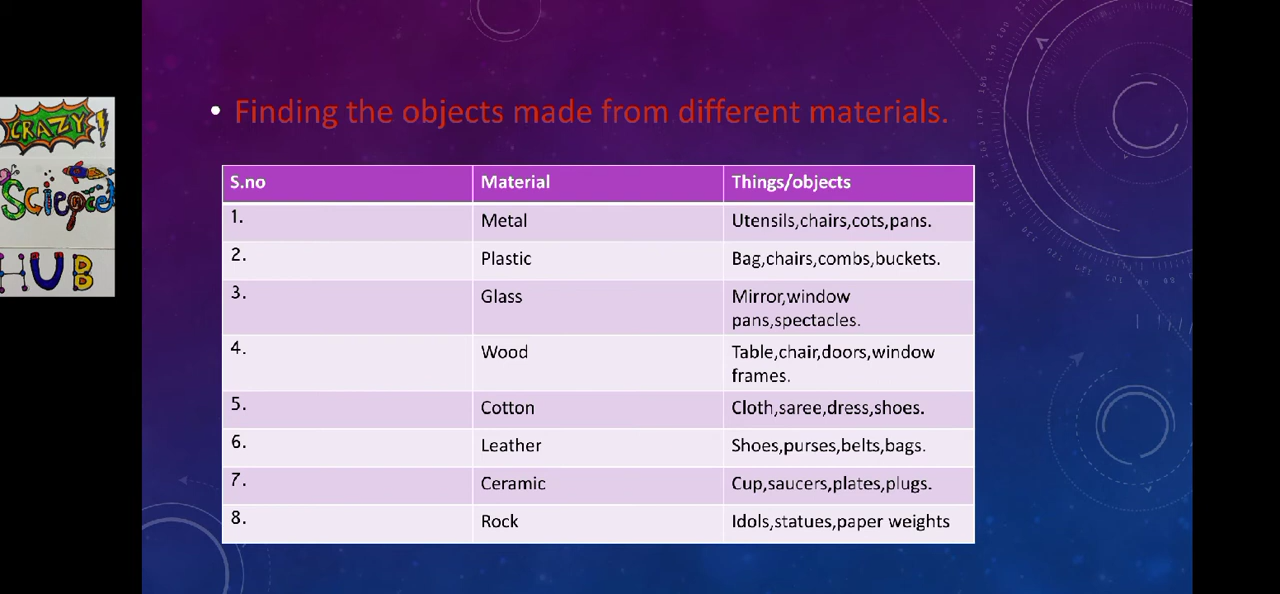 CRAZY!
Science
HUB
• Finding the objects made from different materials.
S.no Material Things/objects
1. Metal Utensils,chairs,cots,pans.
2. Plastic Bag,chairs,combs,buckets.
3. Glass Mirror,window
pans,spectacles.
4. Wood Table,chair,doors,window
frames.
5. Cotton Cloth,saree,dress,shoes.
6. Leather Shoes,purses,belts,bags.
7. Ceramic Cup,saucers,plates,plugs.
8. Rock Idols,statues,paper weights